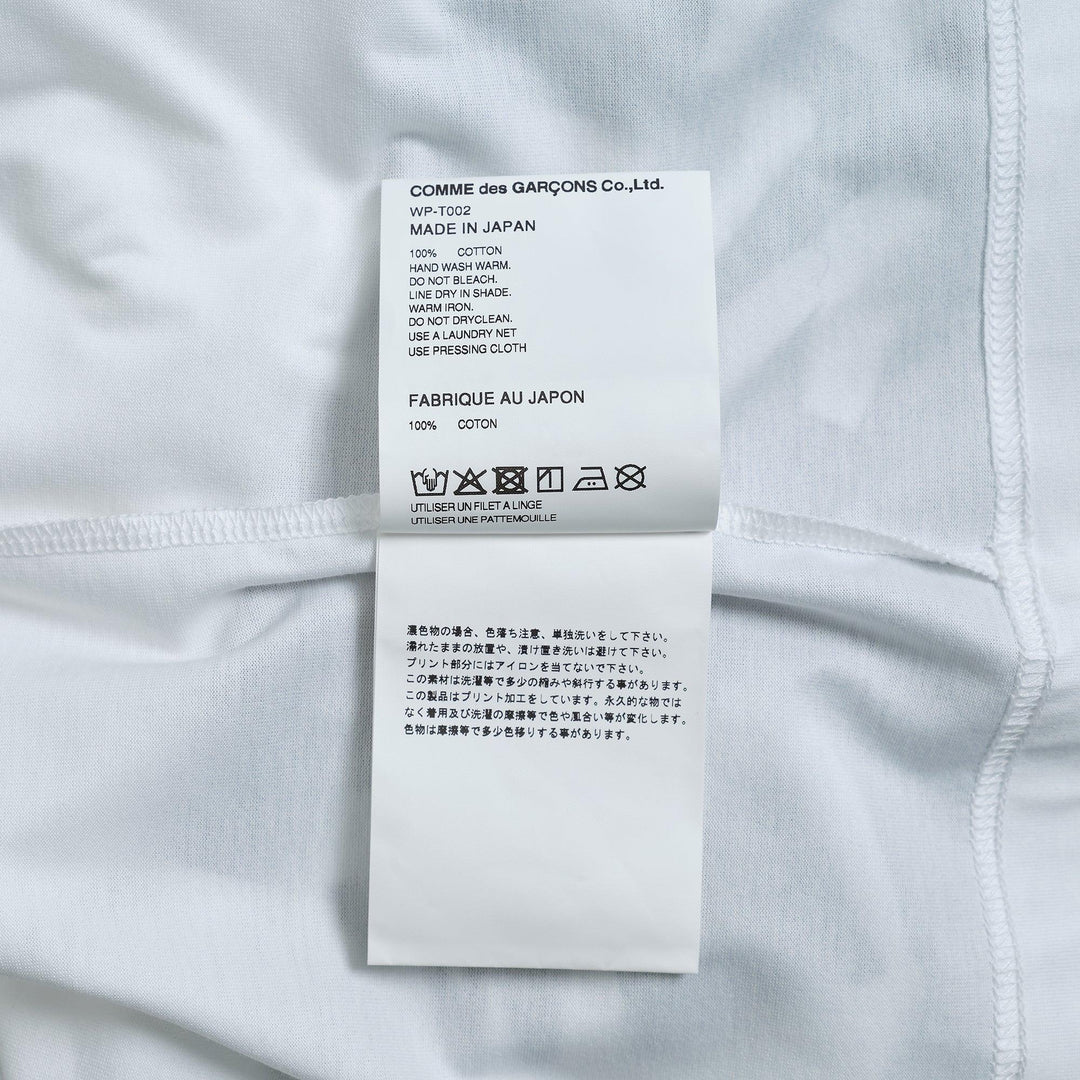 COMME des GARÇONS Co.,Ltd.
WP-T002
MADE IN JAPAN
100% COTTON
HAND WASH WARM.
DO NOT BLEACH.
LINE DRY IN SHADE.
WARM IRON.
DO NOT DRYCLEAN.
USE A LAUNDRY NET
USE PRESSING CLOTH
FABRIQUE AU JAPON
100% COTON
UTILISER UN FILET A LINGE
UTILISER UNE PATTEMOUILLE
濃色物の場合、色落ち注意、単独洗いをして下さい。
濡れたままの放置や、漬け置き洗いは避けて下さい。
プリント部分にはアイロンを当てないで下さい。
この素材は洗濯等で多少の縮みや斜行する事があります。
この製品はプリント加工をしています。永久的な物では
なく着用及び洗濯の摩擦等で色や風合い等が変化します。
色物は摩擦等で多少色移りする事があります。